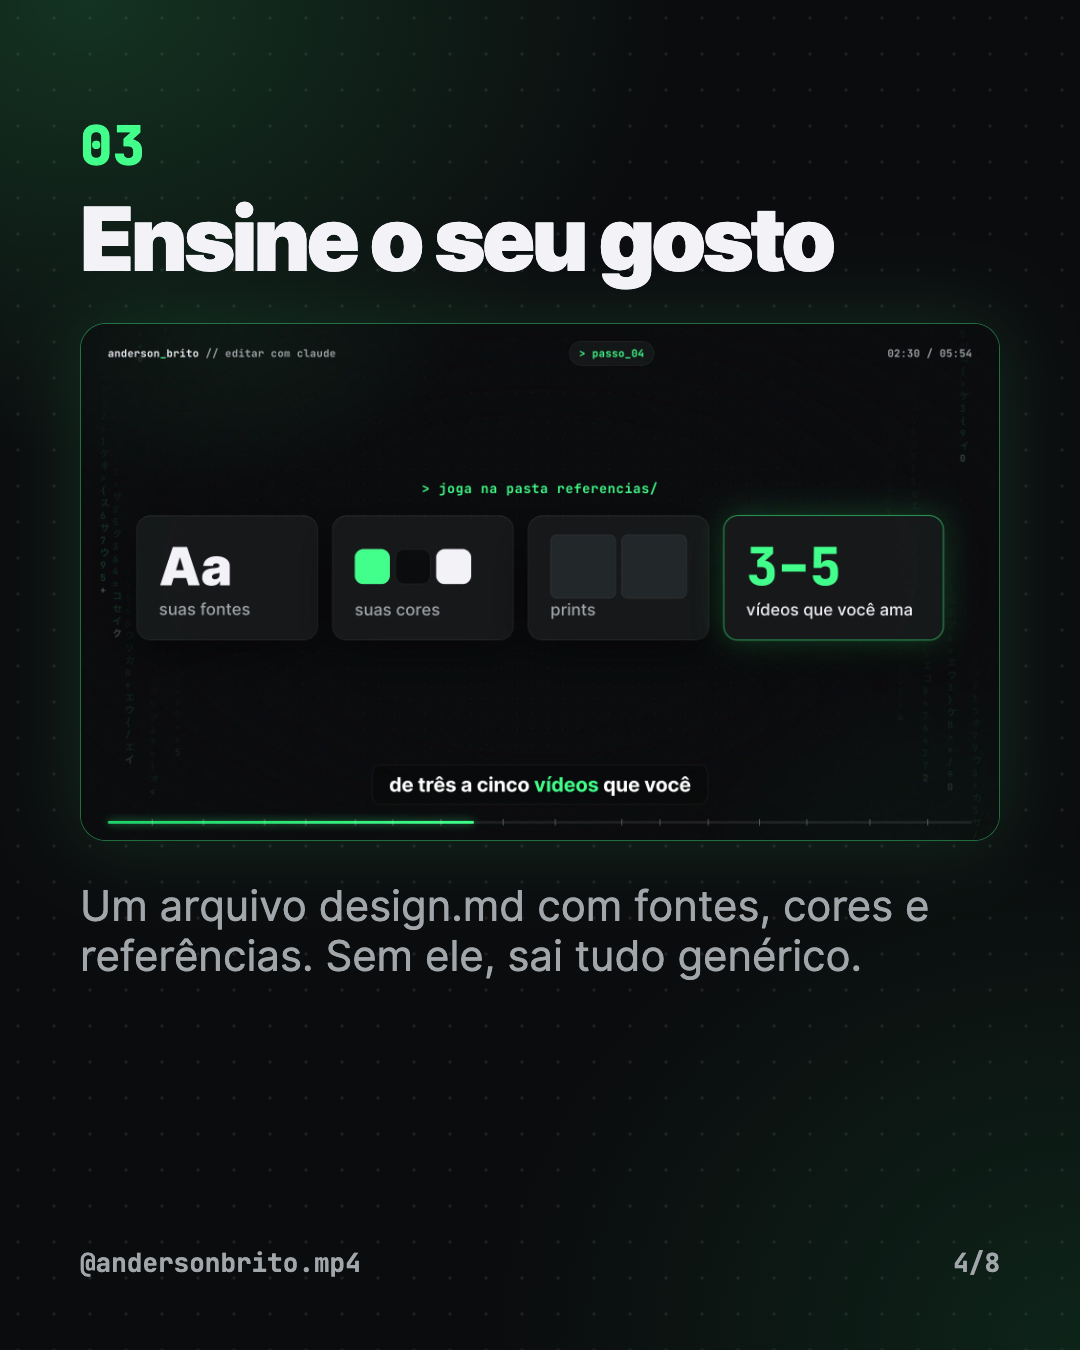 03
Ensine o seu gosto
anderson_brito // editar com claude
> passo_04
02:30 / 05:54
> joga na pasta referencias/
Aa
suas fontes
suas cores
prints
3-5
vídeos que você ama
de três a cinco vídeos que você
Um arquivo design.md com fontes, cores e
referências. Sem ele, sai tudo genérico.
@andersonbrito.mp4
4/8